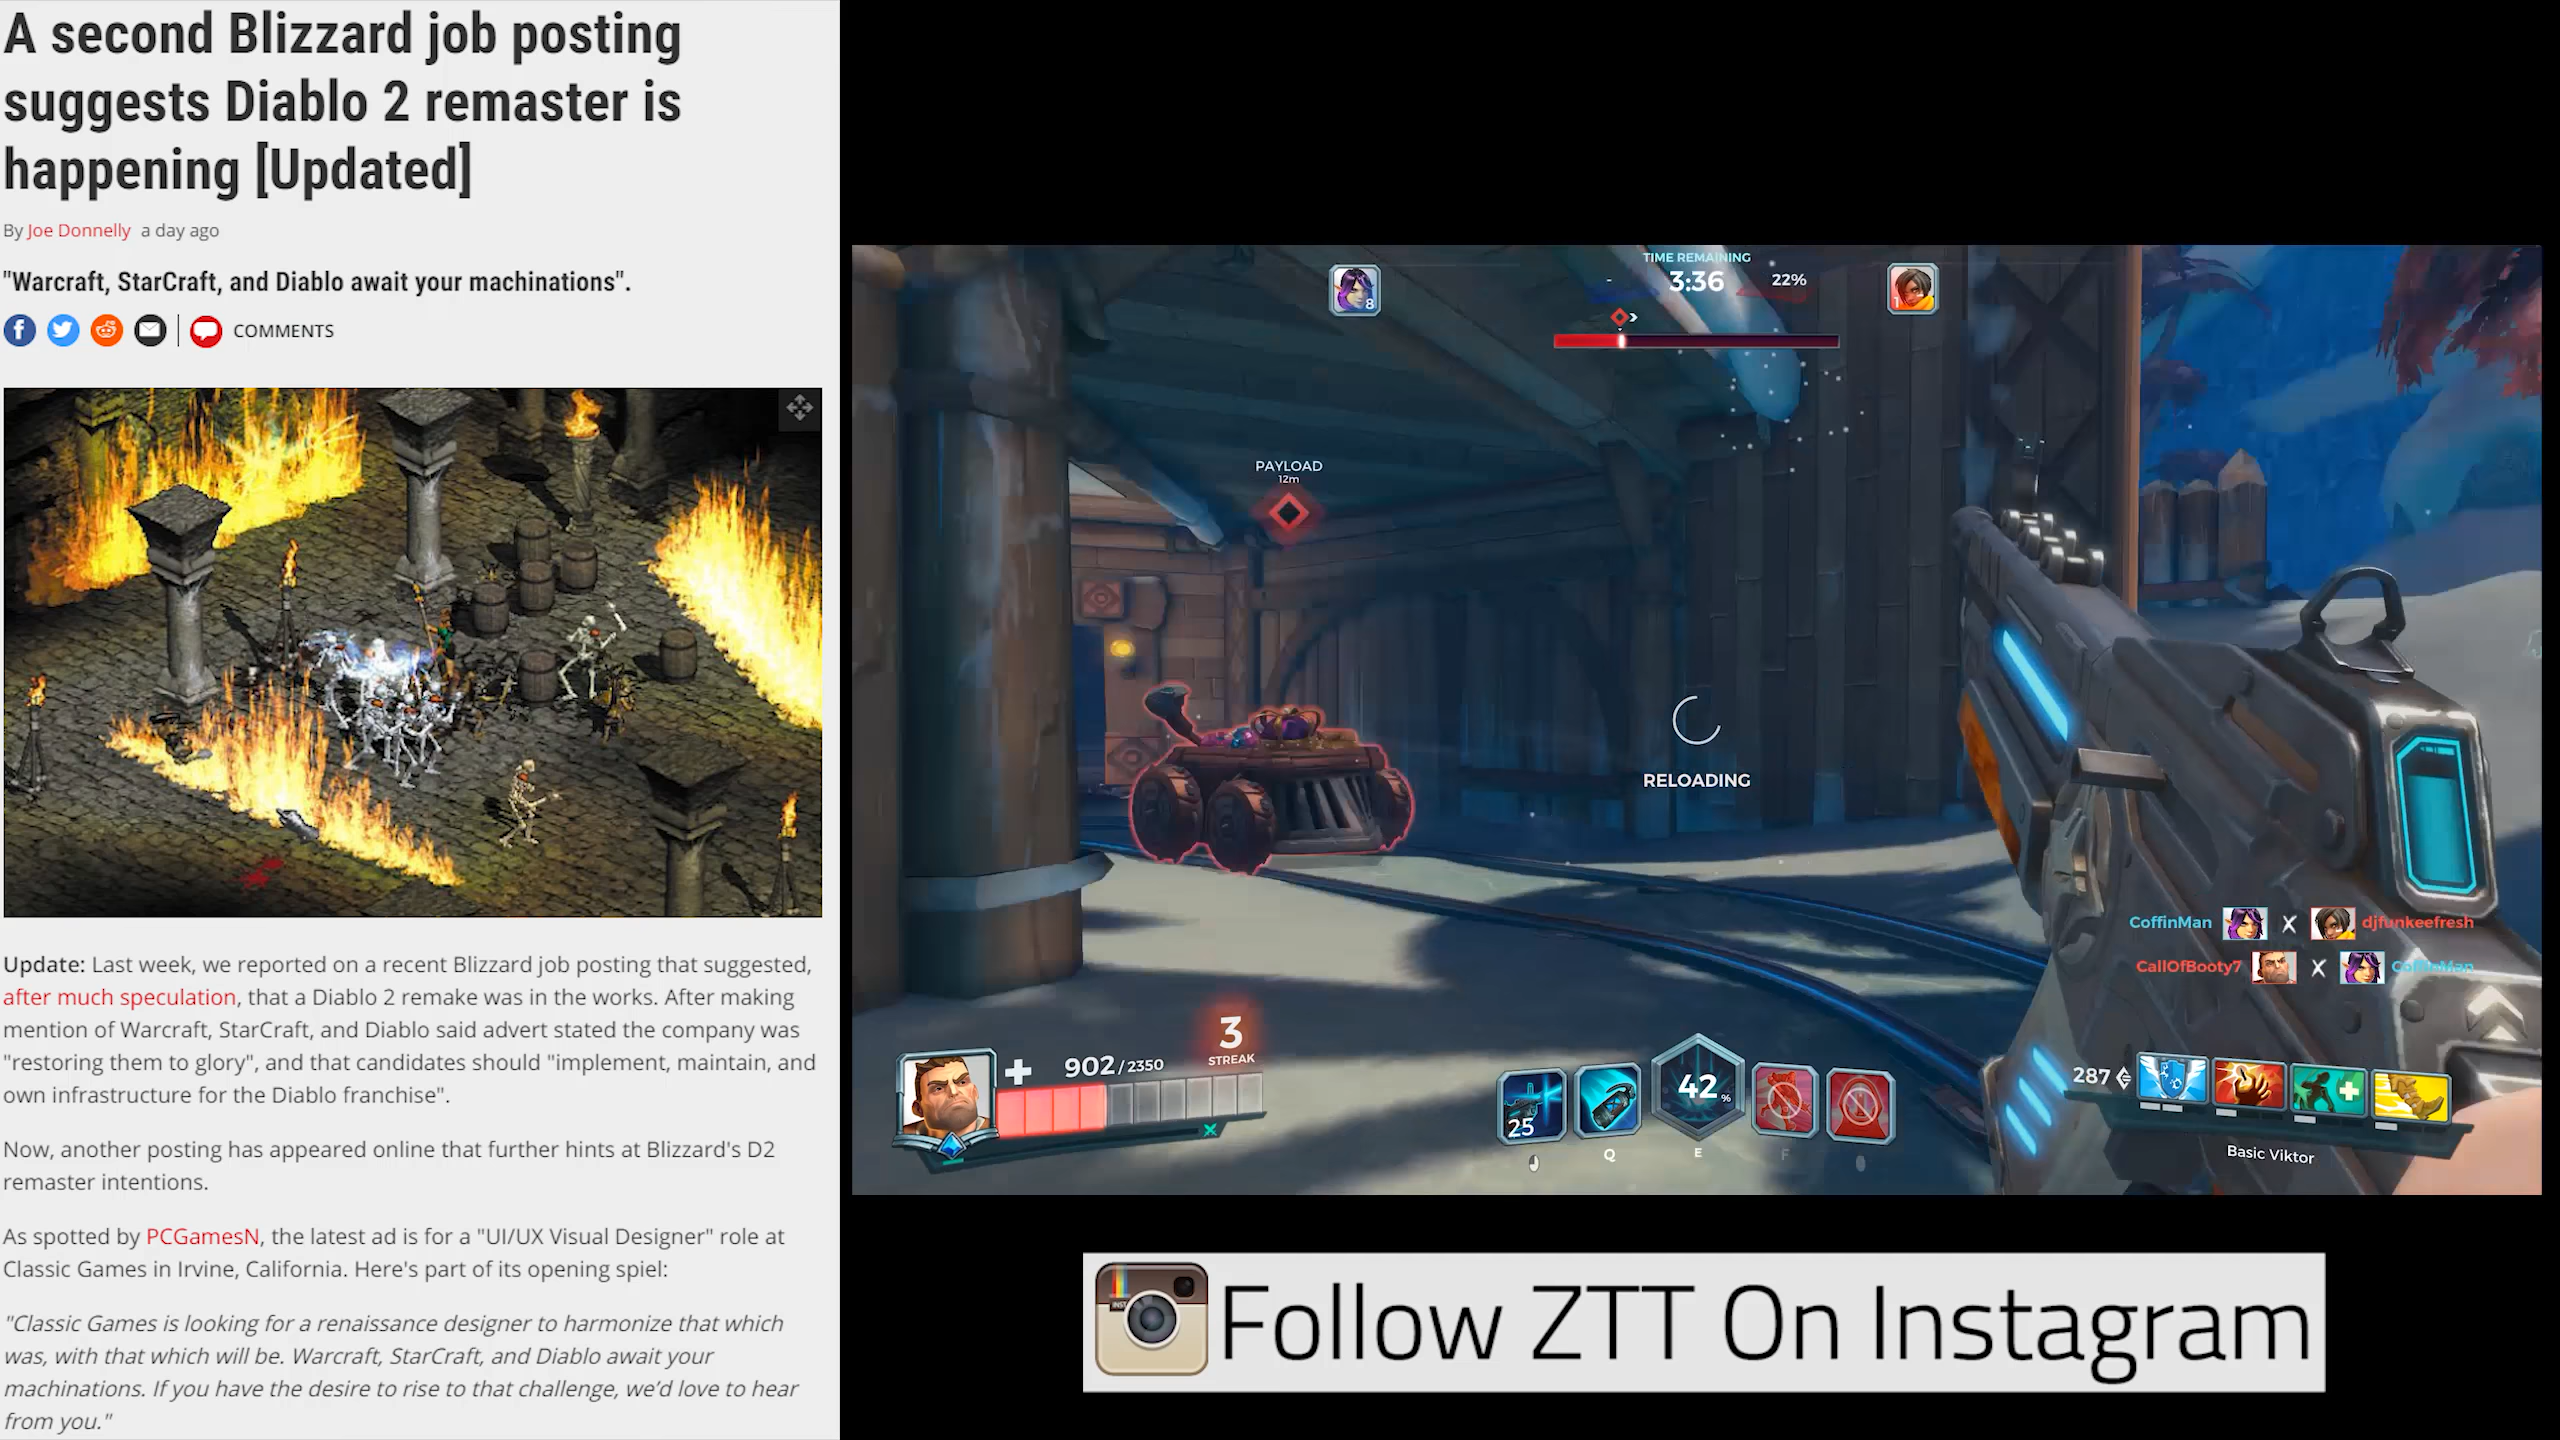 A second Blizzard job posting
suggests Diablo 2 remaster is
happening [Updated]
By Joe Donnelly a day ago
"Warcraft, StarCraft, and Diablo await your machinations".
COMMENTS
Update: Last week, we reported on a recent Blizzard job posting that suggested,
after much speculation, that a Diablo 2 remake was in the works. After making
mention of Warcraft, StarCraft, and Diablo said advert stated the company was
"restoring them to glory", and that candidates should "implement, maintain, and
own infrastructure for the Diablo franchise".
Now, another posting has appeared online that further hints at Blizzard's D2
remaster intentions.
As spotted by PCGamesN, the latest ad is for a "UI/UX Visual Designer" role at
Classic Games in Irvine, California. Here's part of its opening spiel:
"Classic Games is looking for a renaissance designer to harmonize that which
was, with that which will be. Warcraft, StarCraft, and Diablo await your
machinations. If you have the desire to rise to that challenge, we'd love to hear
from you."
8
TIME REMAINING
- 3:36 22%
1
PAYLOAD
12m
RELOADING
CoffinMan X djfunkeefresh
CallOfBooty7 X CoffinMan
3
STREAK
902/2350
25
42 %
Q E F
287
Basic Viktor
INST
Follow ZTT On Instagram